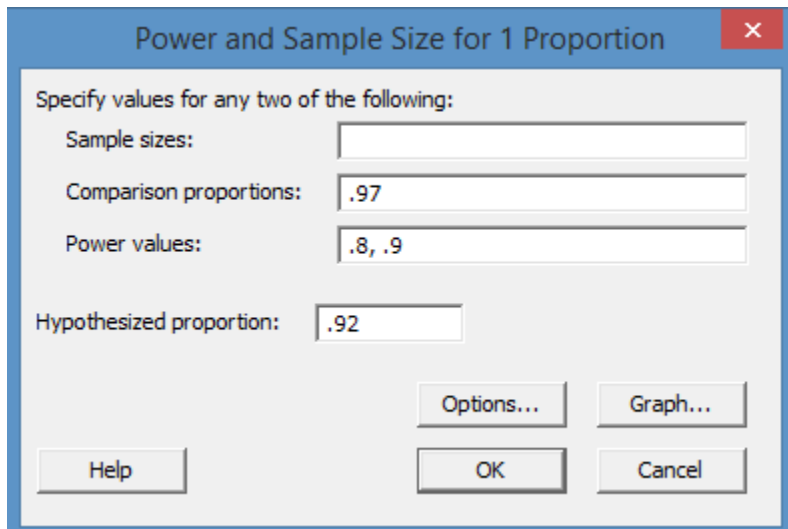 Power and Sample Size for 1 Proportion
×
Specify values for any two of the following:
Sample sizes:
Comparison proportions: .97
Power values: .8, .9
Hypothesized proportion: .92
Options... Graph...
Help OK Cancel